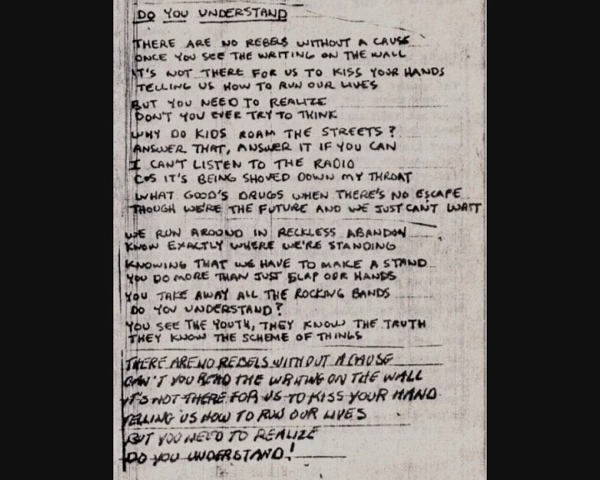 DO YOU UNDERSTAND
THERE ARE NO REBELS WITHOUT A CAUSE
ONCE YOU SEE THE WRITING ON THE WALL
IT'S NOT THERE FOR US TO KISS YOUR HANDS
TELLING US HOW TO RUN OUR LIVES
BUT YOU NEED TO REALIZE
DON'T YOU EVER TRY TO THINK
WHY DO KIDS ROAM THE STREETS?
ANSWER THAT, ANSWER IT IF YOU CAN
I CAN'T LISTEN TO THE RADIO
COS IT'S BEING SHOVED DOWN MY THROAT
WHAT GOOD'S DRUGS WHEN THERE'S NO ESCAPE
THOUGH WE'RE THE FUTURE AND WE JUST CANT WAIT
WE RUN AROUND IN RECKLESS ABANDON
KNOW EXACTLY WHERE WE'RE STANDING
KNOWING THAT WE HAVE TO MAKE A STAND
YOU DO MORE THAN JUST SLAP OUR HANDS
YOU TAKE AWAY ALL THE ROCKING BANDS
DO YOU UNDERSTAND?
YOU SEE THE YOUTH, THEY KNOW THE TRUTH
THEY KNOW THE SCHEME OF THINGS
THERE ARE NO REBELS WITHOUT A CAUSE
CAN'T YOU READ THE WRITING ON THE WALL
IT'S NOT THERE FOR US TO KISS YOUR HAND
TELLING US HOW TO RUN OUR LIVES
BUT YOU NEED TO REALIZE
DO YOU UNDERSTAND!